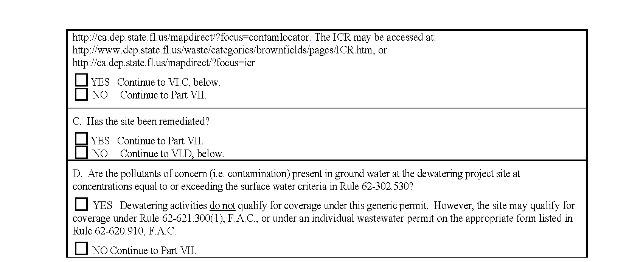 http://ca.dep.state.fl.us/mapdirect/?focus=contamlocator. The ICR may be accessed at:
http://www.dep.state.fl.us/waste/categories/brownfields/pages/ICR.htm, or
http://ca.dep.state.fl.us/mapdirect/?focus=icr
YES Continue to VI.C, below.
NO Continue to Part VII.
C. Has the site been remediated?
YES Continue to Part VII.
NO Continue to VI.D, below.
D. Are the pollutants of concern (i.e. contamination) present in ground water at the dewatering project site at
concentrations equal to or exceeding the surface water criteria in Rule 62-302.530?
YES Dewatering activities do not qualify for coverage under this generic permit. However, the site may qualify for
coverage under Rule 62-621.300(1), F.A.C., or under an individual wastewater permit on the appropriate form listed in
Rule 62-620.910, F.A.C.
NO Continue to Part VII.